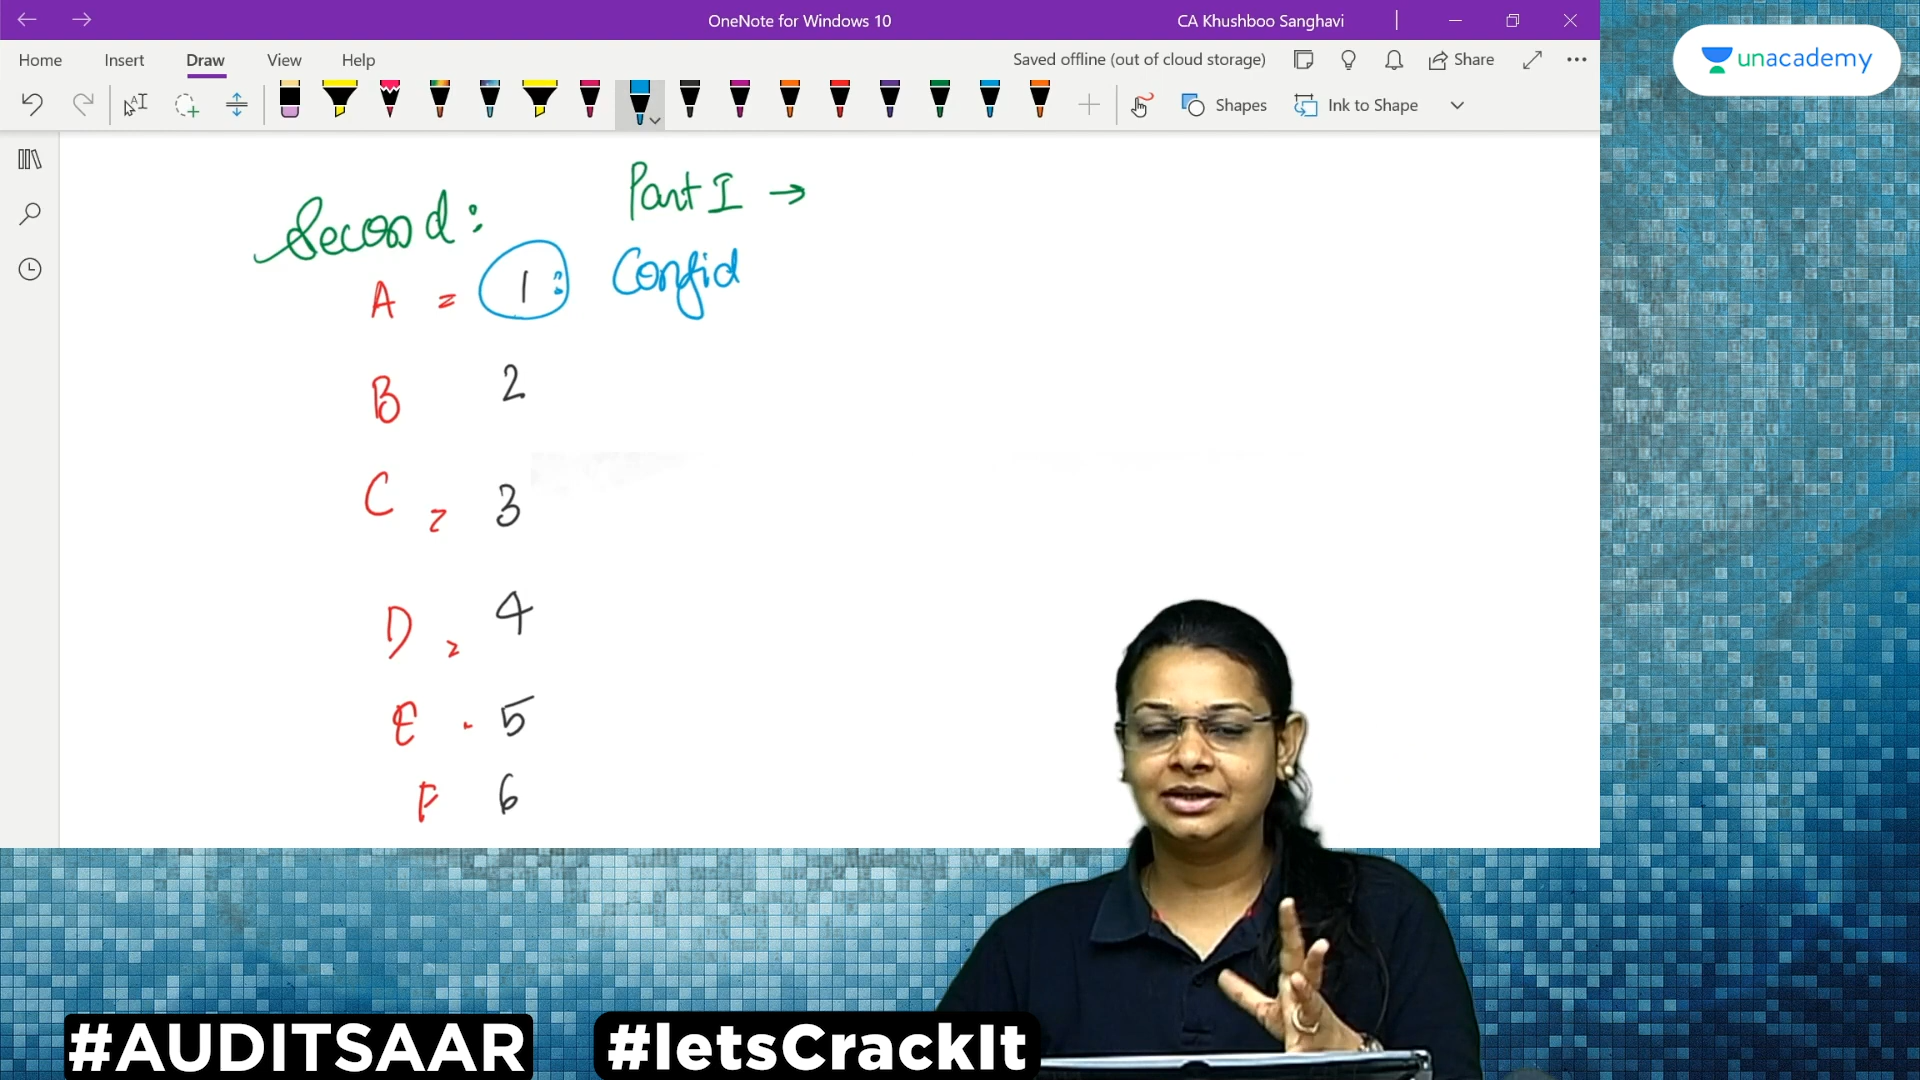 OneNote for Windows 10
CA Khushboo Sanghavi
Home Insert Draw View Help
Saved offline (out of cloud storage)
Share
Shapes
Ink to Shape
unacademy
Second:
Part I →
A = 1: Confid
B 2
C = 3
D = 4
E 5
F 6
#AUDITSAAR
#letsCrackIt